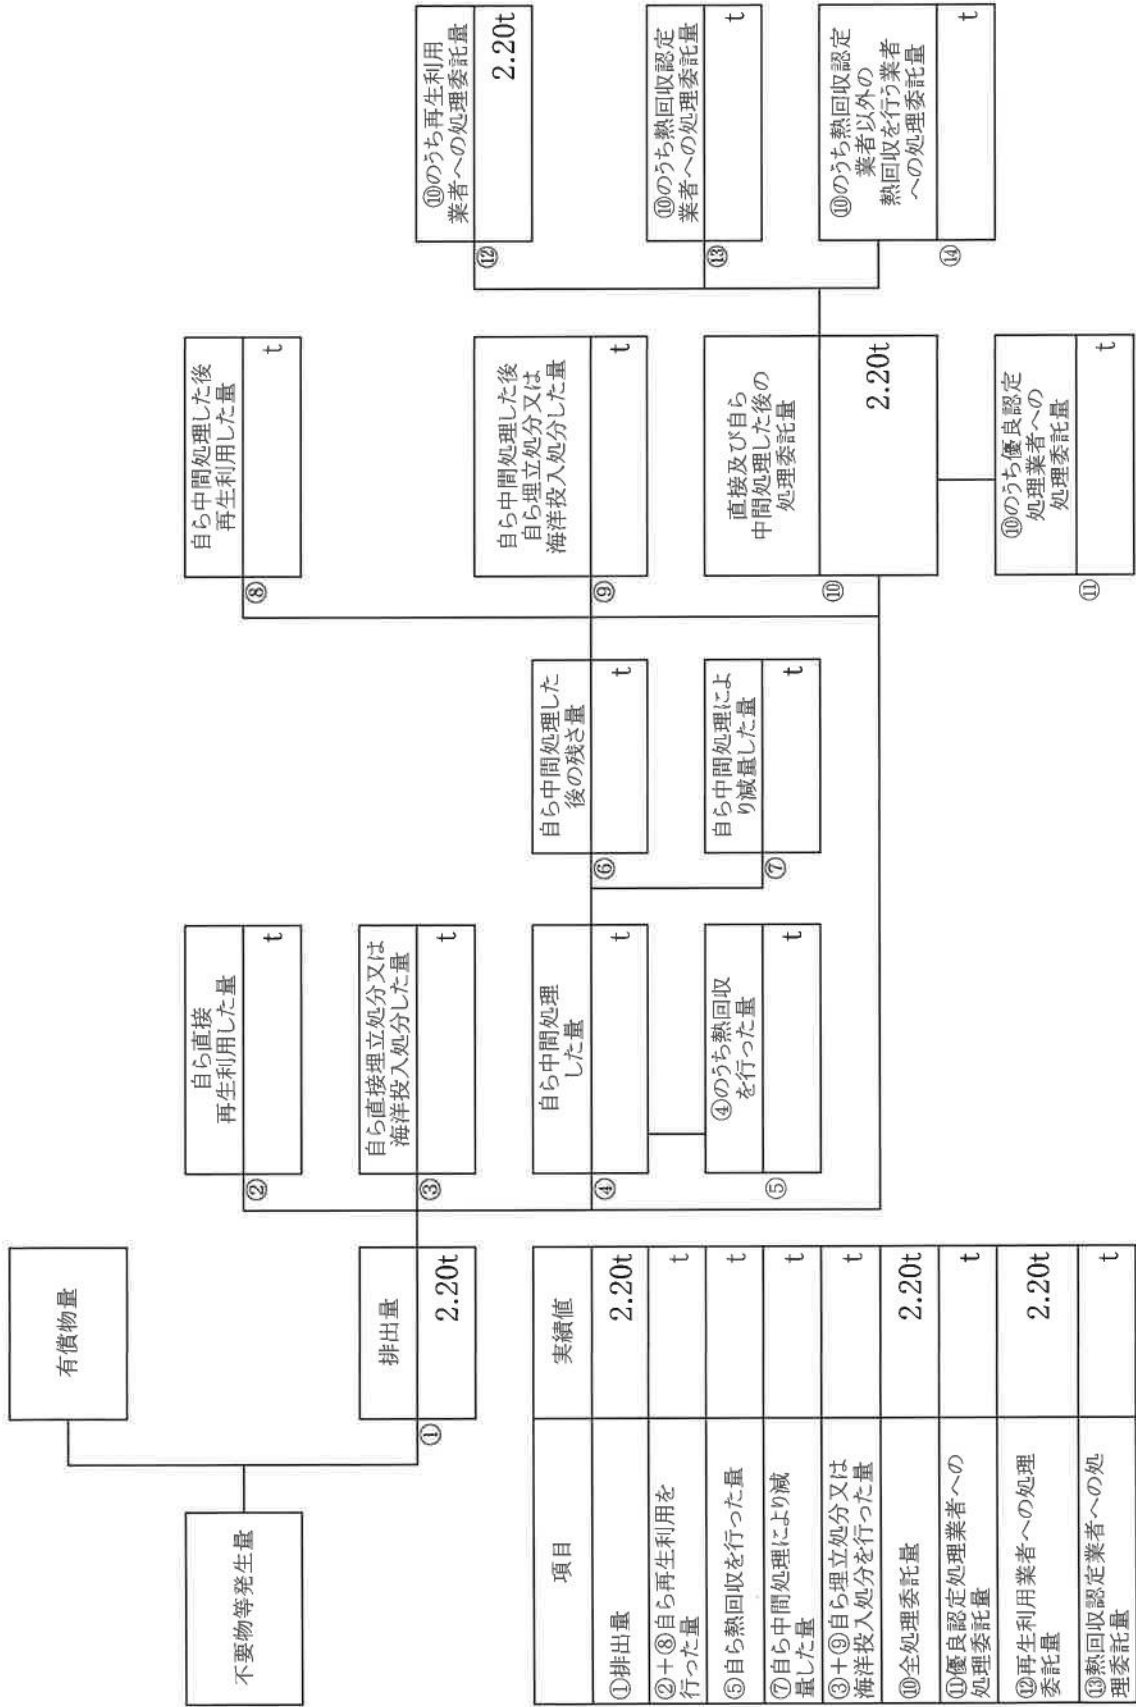 不要物等発生量
有償物量
排出量
①
2.20t
自ら直接
再生利用した量
②
t
自ら直接埋立処分又は
海洋投入処分した量
③
t
自ら中間処理
した量
④
t
④のうち熱回収
を行った量
⑤
t
自ら中間処理した
後の残さ量
⑥
t
自ら中間処理によ
り減量した量
⑦
t
自ら中間処理した後
再生利用した量
⑧
t
自ら中間処理した後
自ら埋立処分又は
海洋投入処分した量
⑨
t
直接及び自ら
中間処理した後の
処理委託量
⑩
2.20t
⑩のうち優良認定
処理業者への
処理委託量
⑪
t
⑩のうち再生利用
業者への処理委託量
⑫
2.20t
⑩のうち熱回収認定
業者への処理委託量
⑬
t
⑩のうち熱回収認定
業者以外の
熱回収を行う業者
への処理委託量
⑭
t
項目 実績値
①排出量 2.20t
②+⑧自ら再生利用を
行った量 t
⑤自ら熱回収を行った量 t
⑦自ら中間処理により減
量した量 t
③+⑨自ら埋立処分又は
海洋投入処分を行った量 t
⑩全処理委託量 2.20t
⑪優良認定処理業者への
処理委託量 t
⑫再生利用業者への処理
委託量 2.20t
⑬熱回収認定業者への処
理委託量 t